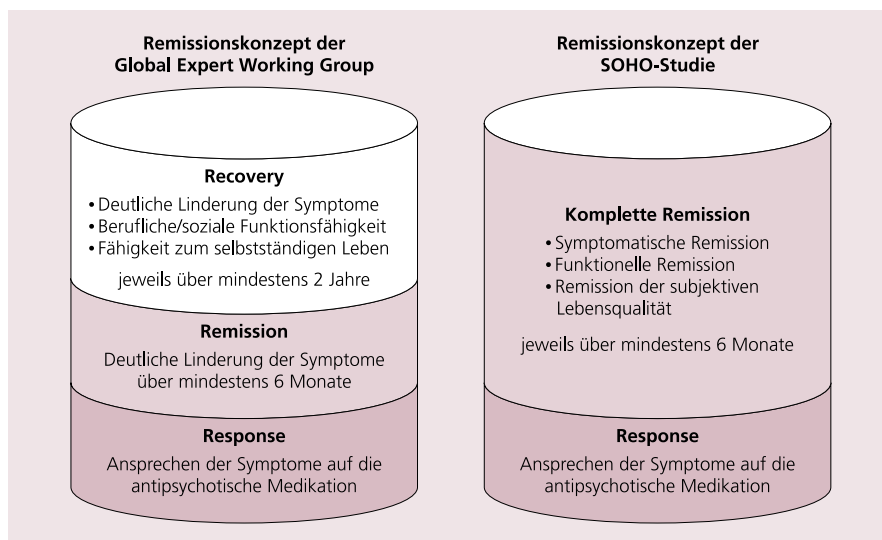 Remissionskonzept der
Global Expert Working Group
Recovery
• Deutliche Linderung der Symptome
• Berufliche/soziale Funktionsfähigkeit
• Fähigkeit zum selbstständigen Leben
jeweils über mindestens 2 Jahre
Remission
Deutliche Linderung der Symptome
über mindestens 6 Monate
Response
Ansprechen der Symptome auf die
antipsychotische Medikation
Remissionskonzept der
SOHO-Studie
Komplette Remission
• Symptomatische Remission
• Funktionelle Remission
• Remission der subjektiven
Lebensqualität
jeweils über mindestens 6 Monate
Response
Ansprechen der Symptome auf die
antipsychotische Medikation